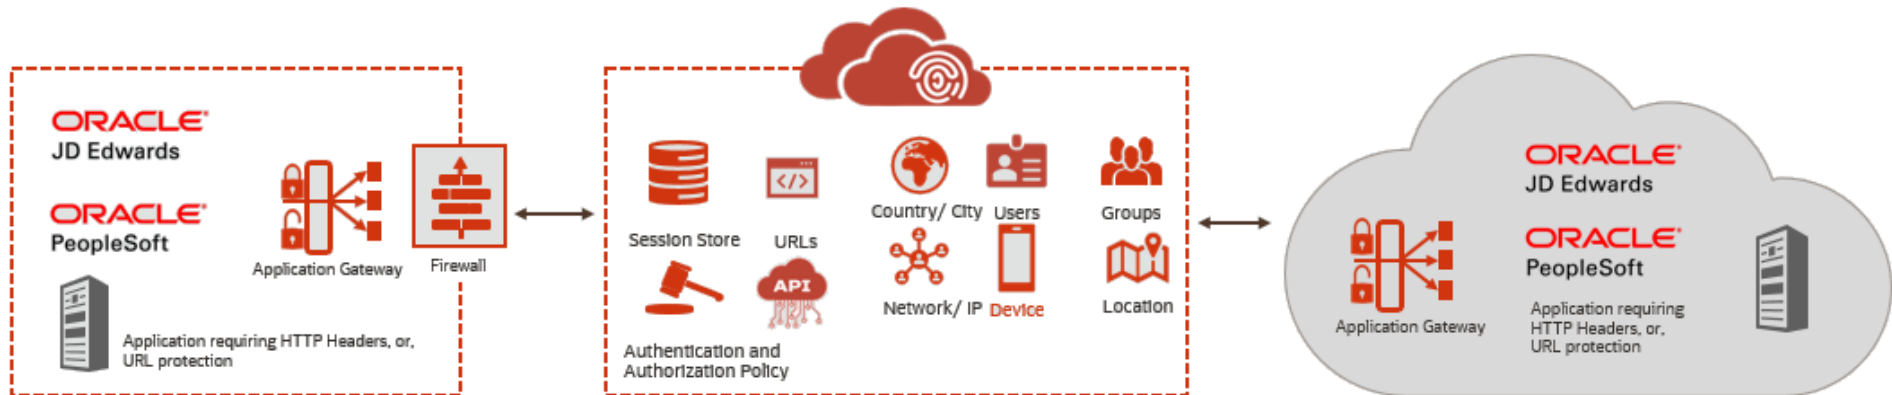 ORACLE®
JD Edwards
ORACLE®
PeopleSoft
Application Gateway
Firewall
Application requiring HTTP Headers, or,
URL protection
Session Store
</>
URLs
Country/ City
Users
Groups
API
Network/ IP
Device
Location
Authentication and
Authorization Policy
ORACLE®
JD Edwards
ORACLE®
PeopleSoft
Application Gateway
Application requiring
HTTP Headers, or,
URL protection